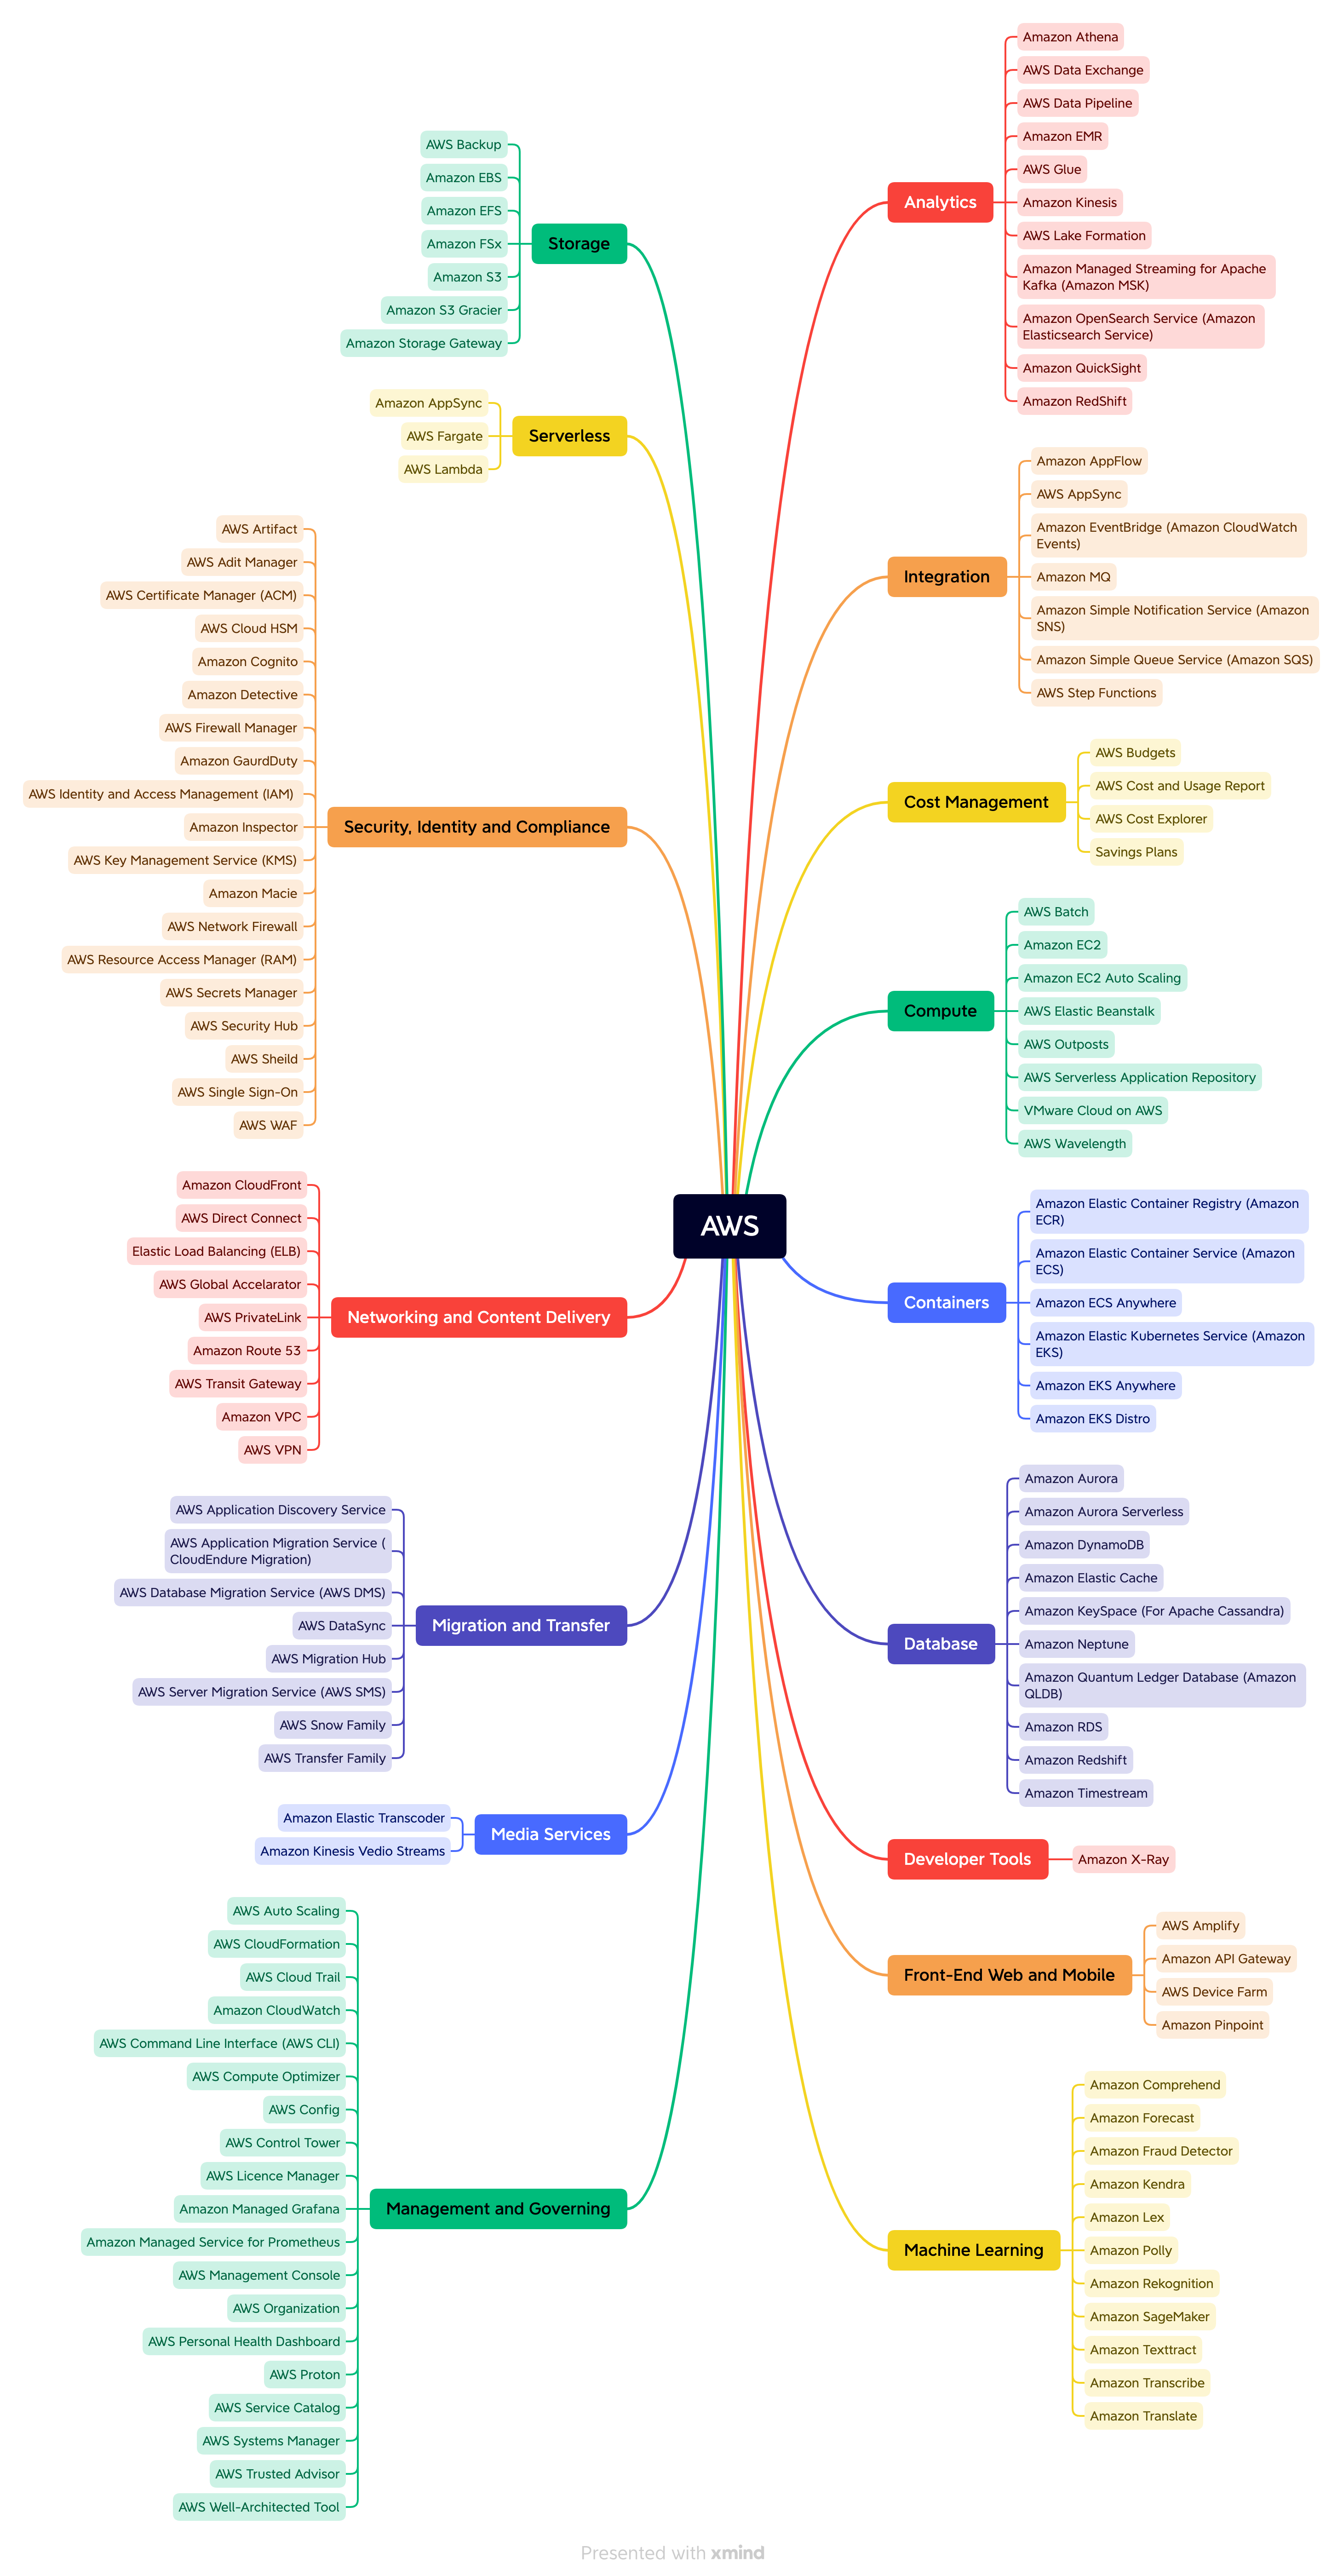 AWS
Analytics
Amazon Athena
AWS Data Exchange
AWS Data Pipeline
Amazon EMR
AWS Glue
Amazon Kinesis
AWS Lake Formation
Amazon Managed Streaming for Apache
Kafka (Amazon MSK)
Amazon OpenSearch Service (Amazon
Elasticsearch Service)
Amazon QuickSight
Amazon RedShift
Integration
Amazon AppFlow
AWS AppSync
Amazon EventBridge (Amazon CloudWatch
Events)
Amazon MQ
Amazon Simple Notification Service (Amazon
SNS)
Amazon Simple Queue Service (Amazon SQS)
AWS Step Functions
Cost Management
AWS Budgets
AWS Cost and Usage Report
AWS Cost Explorer
Savings Plans
Compute
AWS Batch
Amazon EC2
Amazon EC2 Auto Scaling
AWS Elastic Beanstalk
AWS Outposts
AWS Serverless Application Repository
VMware Cloud on AWS
AWS Wavelength
Containers
Amazon Elastic Container Registry (Amazon
ECR)
Amazon Elastic Container Service (Amazon
ECS)
Amazon ECS Anywhere
Amazon Elastic Kubernetes Service (Amazon
EKS)
Amazon EKS Anywhere
Amazon EKS Distro
Database
Amazon Aurora
Amazon Aurora Serverless
Amazon DynamoDB
Amazon Elastic Cache
Amazon KeySpace (For Apache Cassandra)
Amazon Neptune
Amazon Quantum Ledger Database (Amazon
QLDB)
Amazon RDS
Amazon Redshift
Amazon Timestream
Developer Tools
Amazon X-Ray
Front-End Web and Mobile
AWS Amplify
Amazon API Gateway
AWS Device Farm
Amazon Pinpoint
Machine Learning
Amazon Comprehend
Amazon Forecast
Amazon Fraud Detector
Amazon Kendra
Amazon Lex
Amazon Polly
Amazon Rekognition
Amazon SageMaker
Amazon Texttract
Amazon Transcribe
Amazon Translate
Storage
AWS Backup
Amazon EBS
Amazon EFS
Amazon FSx
Amazon S3
Amazon S3 Gracier
Amazon Storage Gateway
Serverless
Amazon AppSync
AWS Fargate
AWS Lambda
Security, Identity and Compliance
AWS Artifact
AWS Adit Manager
AWS Certificate Manager (ACM)
AWS Cloud HSM
Amazon Cognito
Amazon Detective
AWS Firewall Manager
Amazon GaurdDuty
AWS Identity and Access Management (IAM)
Amazon Inspector
AWS Key Management Service (KMS)
Amazon Macie
AWS Network Firewall
AWS Resource Access Manager (RAM)
AWS Secrets Manager
AWS Security Hub
AWS Sheild
AWS Single Sign-On
AWS WAF
Networking and Content Delivery
Amazon CloudFront
AWS Direct Connect
Elastic Load Balancing (ELB)
AWS Global Accelarator
AWS PrivateLink
Amazon Route 53
AWS Transit Gateway
Amazon VPC
AWS VPN
Migration and Transfer
AWS Application Discovery Service
AWS Application Migration Service (
CloudEndure Migration)
AWS Database Migration Service (AWS DMS)
AWS DataSync
AWS Migration Hub
AWS Server Migration Service (AWS SMS)
AWS Snow Family
AWS Transfer Family
Media Services
Amazon Elastic Transcoder
Amazon Kinesis Vedio Streams
Management and Governing
AWS Auto Scaling
AWS CloudFormation
AWS Cloud Trail
Amazon CloudWatch
AWS Command Line Interface (AWS CLI)
AWS Compute Optimizer
AWS Config
AWS Control Tower
AWS Licence Manager
Amazon Managed Grafana
Amazon Managed Service for Prometheus
AWS Management Console
AWS Organization
AWS Personal Health Dashboard
AWS Proton
AWS Service Catalog
AWS Systems Manager
AWS Trusted Advisor
AWS Well-Architected Tool
Presented with xmind